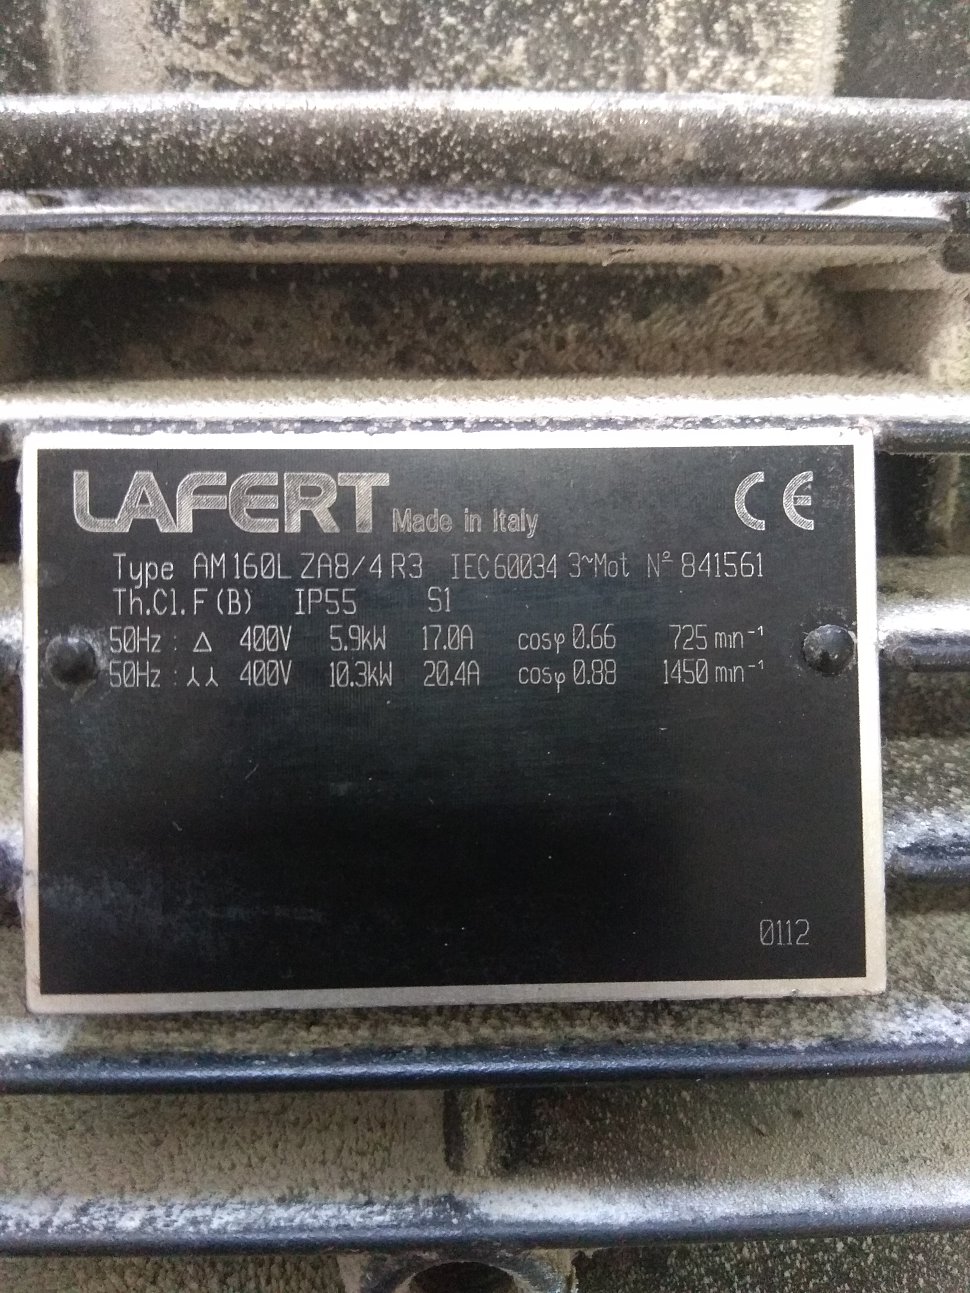 LAFERT Made in Italy CE
Type AM160L ZA8/4 R3 IEC60034 3~Mot Nº 841561
Th.Cl.F(B) IP55 S1
50Hz : △ 400V 5.9kW 17.0A cosφ 0.66 725 min⁻¹
50Hz : ⅄⅄ 400V 10.3kW 20.4A cosφ 0.88 1450 min⁻¹
0112